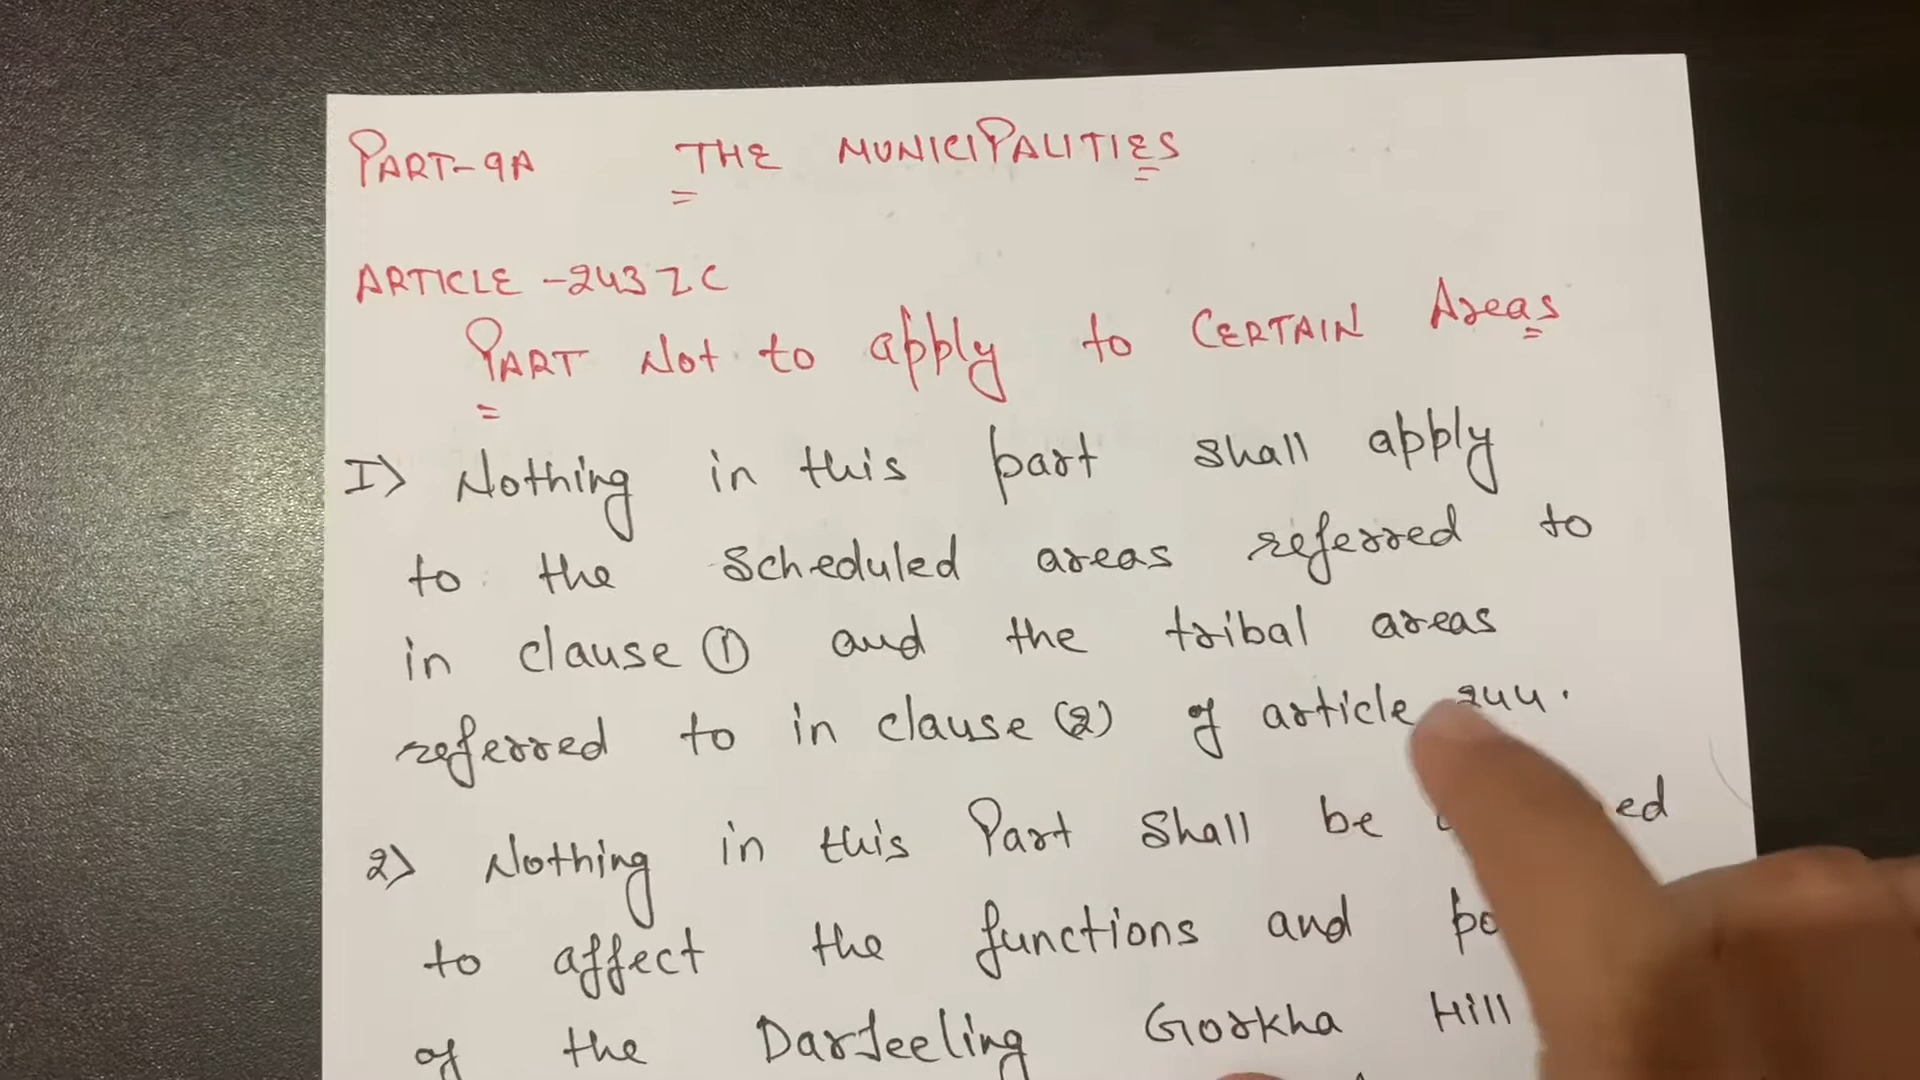 PART-9A THE MUNICIPALITIES
ARTICLE -243ZC
PART Not to apply to CERTAIN Areas
I) Nothing in this part shall apply
to the Scheduled areas referred to
in clause (1) and the tribal areas
referred to in clause (2) of article 244.
2) Nothing in this Part shall be
to affect the functions and
of the Darjeeling Gorkha Hill